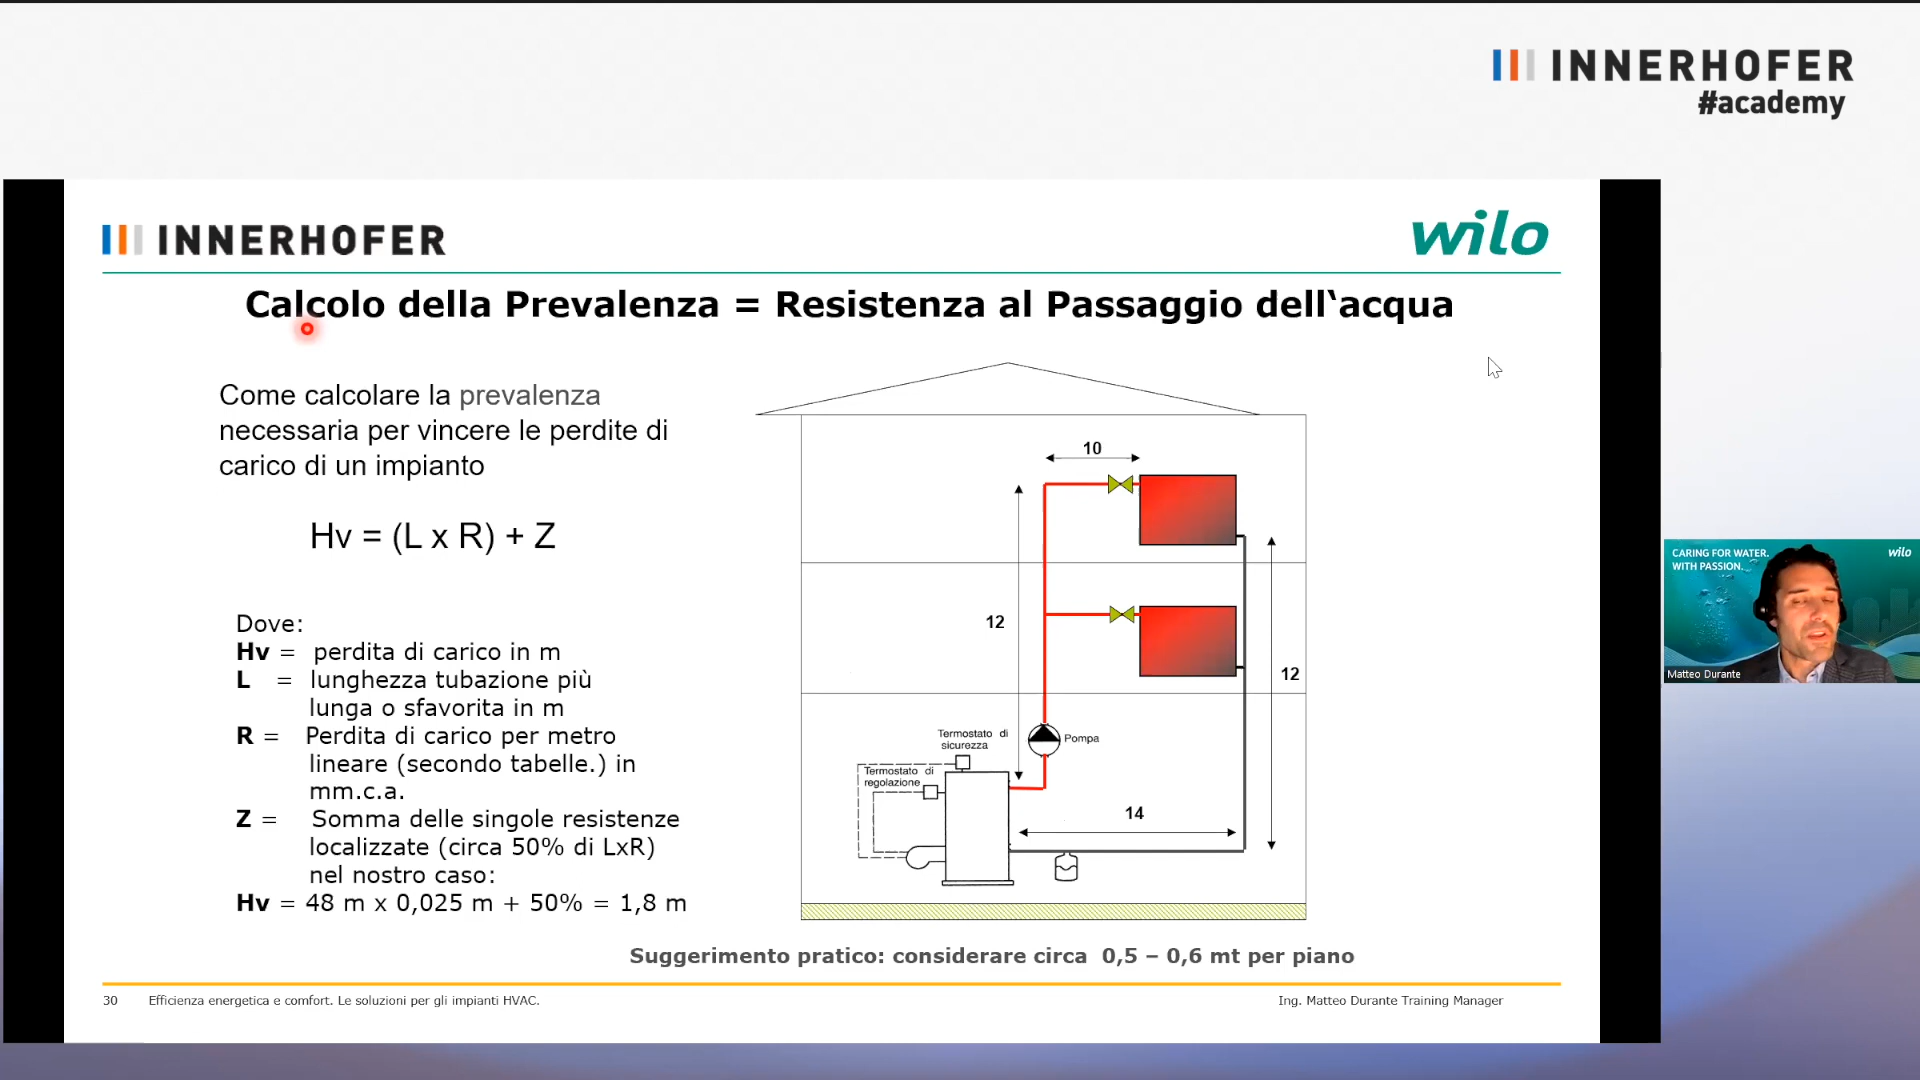 INNERHOFER
#academy
INNERHOFER
wilo
Calcolo della Prevalenza = Resistenza al Passaggio dell‘acqua
Come calcolare la prevalenza
necessaria per vincere le perdite di
carico di un impianto
Hv = (L x R) + Z
Dove:
Hv = perdita di carico in m
L = lunghezza tubazione più
lunga o sfavorita in m
R = Perdita di carico per metro
lineare (secondo tabelle.) in
mm.c.a.
Z = Somma delle singole resistenze
localizzate (circa 50% di LxR)
nel nostro caso:
Hv = 48 m x 0,025 m + 50% = 1,8 m
10
12
12
Termostato di
sicurezza
Pompa
Termostato di
regolazione
14
Suggerimento pratico: considerare circa 0,5 – 0,6 mt per piano
30 Efficienza energetica e comfort. Le soluzioni per gli impianti HVAC.
Ing. Matteo Durante Training Manager
CARING FOR WATER.
WITH PASSION.
wilo
Matteo Durante